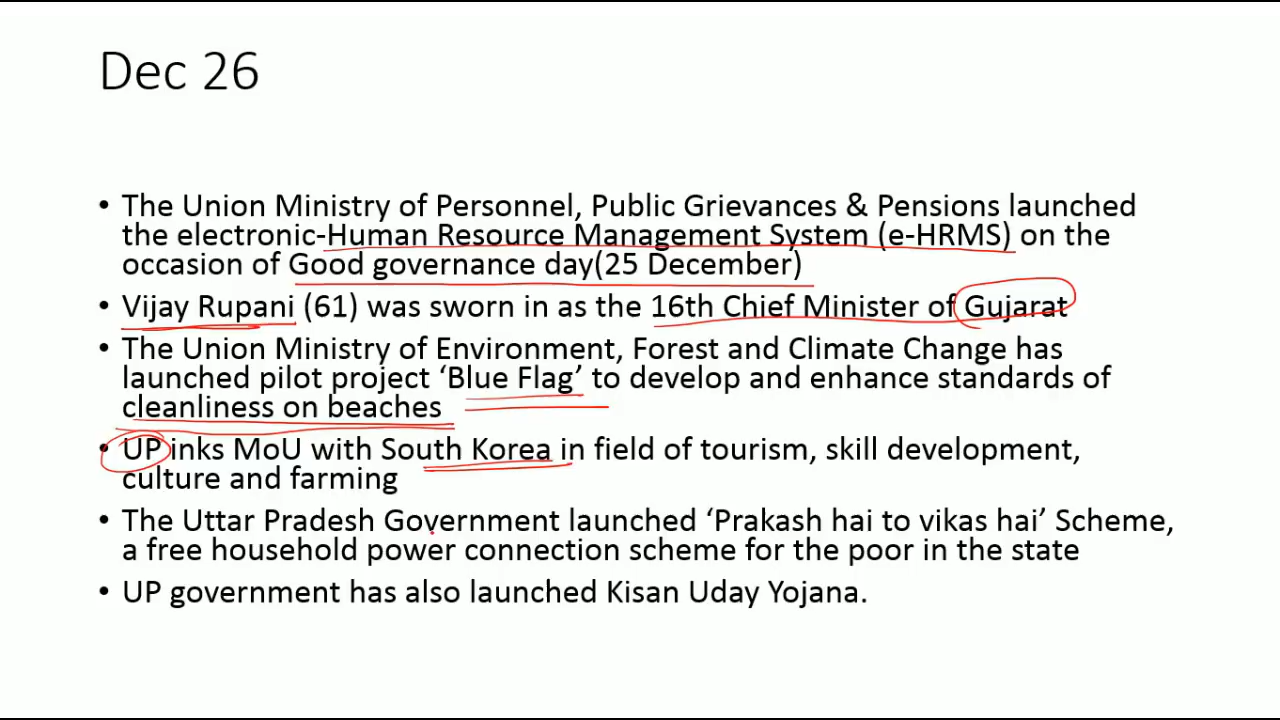 Dec 26
• The Union Ministry of Personnel, Public Grievances & Pensions launched
the electronic-Human Resource Management System (e-HRMS) on the
occasion of Good governance day(25 December)
• Vijay Rupani (61) was sworn in as the 16th Chief Minister of Gujarat
• The Union Ministry of Environment, Forest and Climate Change has
launched pilot project ‘Blue Flag’ to develop and enhance standards of
cleanliness on beaches
• UP inks MoU with South Korea in field of tourism, skill development,
culture and farming
• The Uttar Pradesh Government launched ‘Prakash hai to vikas hai’ Scheme,
a free household power connection scheme for the poor in the state
• UP government has also launched Kisan Uday Yojana.